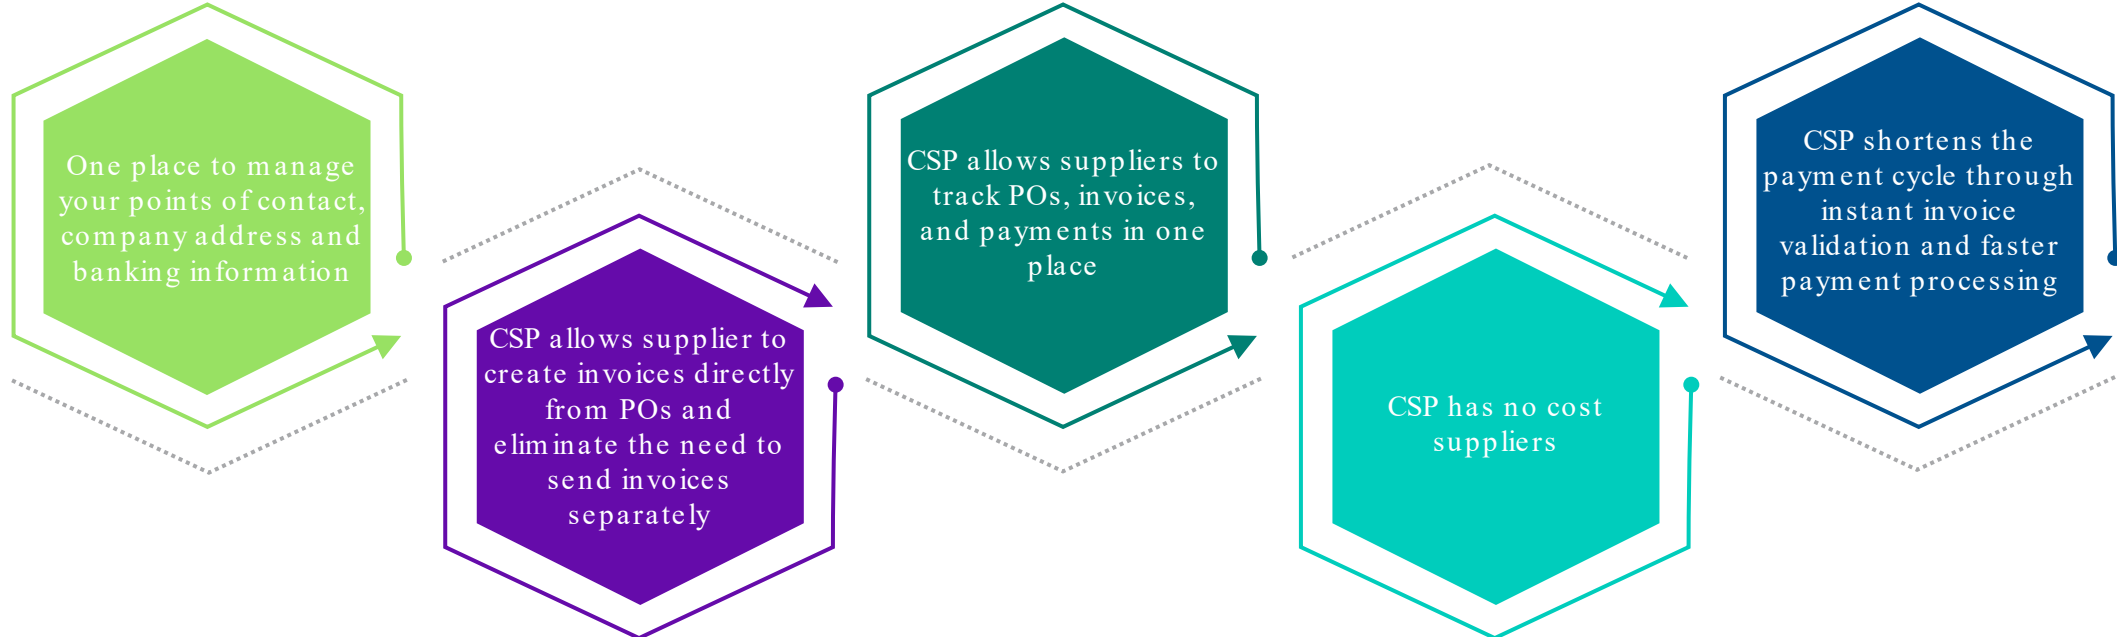 One place to manage
your points of contact,
company address and
banking information
CSP allows supplier to
create invoices directly
from POs and
eliminate the need to
send invoices
separately
CSP allows suppliers to
track POs, invoices,
and payments in one
place
CSP has no cost
suppliers
CSP shortens the
payment cycle through
instant invoice
validation and faster
payment processing